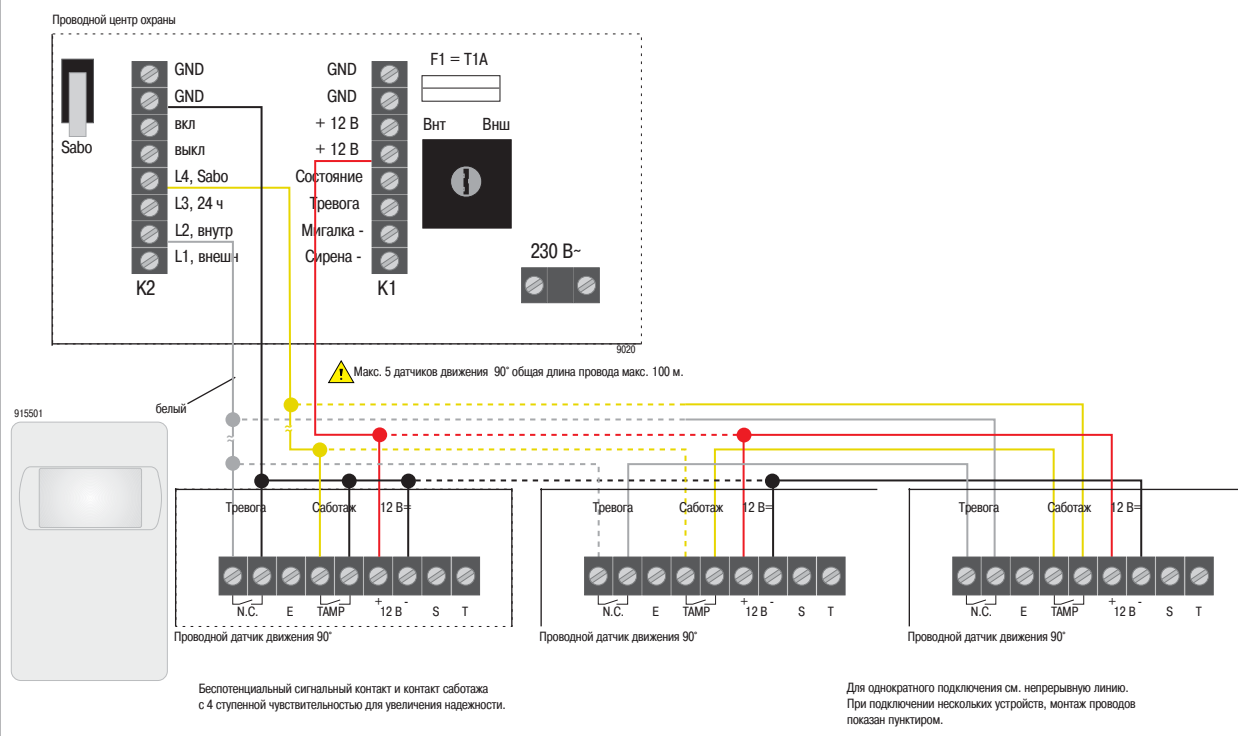 Проводной центр охраны
F1 = T1A
GND
GND
GND
GND
вкл
+ 12 В
Внт
Внш
Sabo
выкл
+ 12 В
L4, Sabo
Состояние
L3, 24 ч
Тревога
L2, внутр
Мигалка -
230 В~
L1, внешн
Сирена -
K2
K1
9020
Макс. 5 датчиков движения 90° общая длина провода макс. 100 м.
белый
915501
Тревога
Саботаж
12 В=
Тревога
Саботаж
12 В=
Тревога
Саботаж
12 В=
N.C.
E
TAMP
+
12 В
-
S
T
N.C.
E
TAMP
+
12 В
-
S
T
N.C.
E
TAMP
+
12 В
-
S
T
Проводной датчик движения 90°
Проводной датчик движения 90°
Проводной датчик движения 90°
Беспотенциальный сигнальный контакт и контакт саботажа
с 4 ступенной чувствительностью для увеличения надежности.
Для однократного подключения см. непрерывную линию.
При подключении нескольких устройств, монтаж проводов
показан пунктиром.